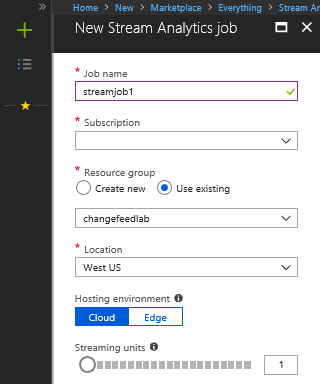 Home > New > Marketplace > Everything > Stream An
New Stream Analytics job
* Job name
streamjob1
* Subscription
* Resource group
Create new Use existing
changefeedlab
* Location
West US
Hosting environment
Cloud Edge
Streaming units
1